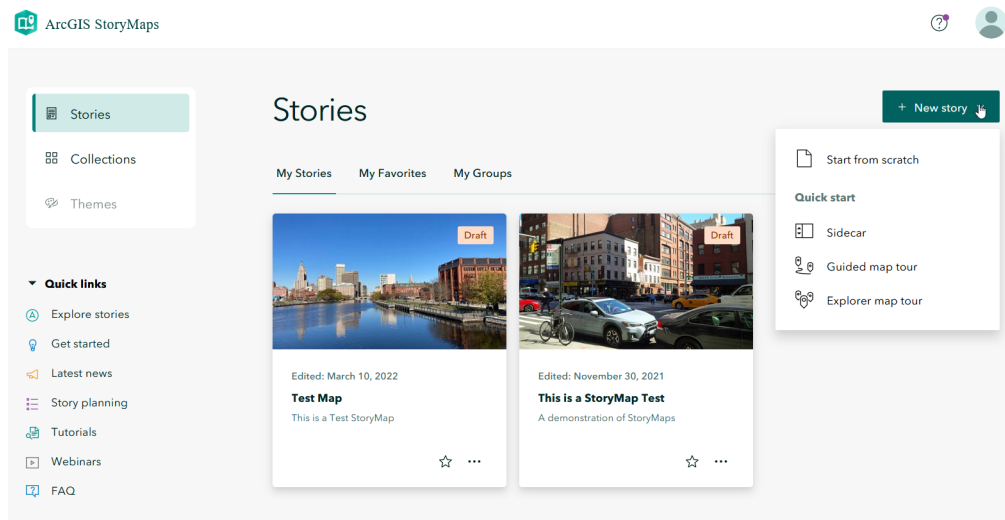 ArcGIS StoryMaps
Stories
Collections
Themes
Quick links
Explore stories
Get started
Latest news
Story planning
Tutorials
Webinars
FAQ
Stories
+ New story
My Stories My Favorites My Groups
Start from scratch
Quick start
Sidecar
Guided map tour
Explorer map tour
Draft
Edited: March 10, 2022
Test Map
This is a Test StoryMap
Draft
Edited: November 30, 2021
This is a StoryMap Test
A demonstration of StoryMaps